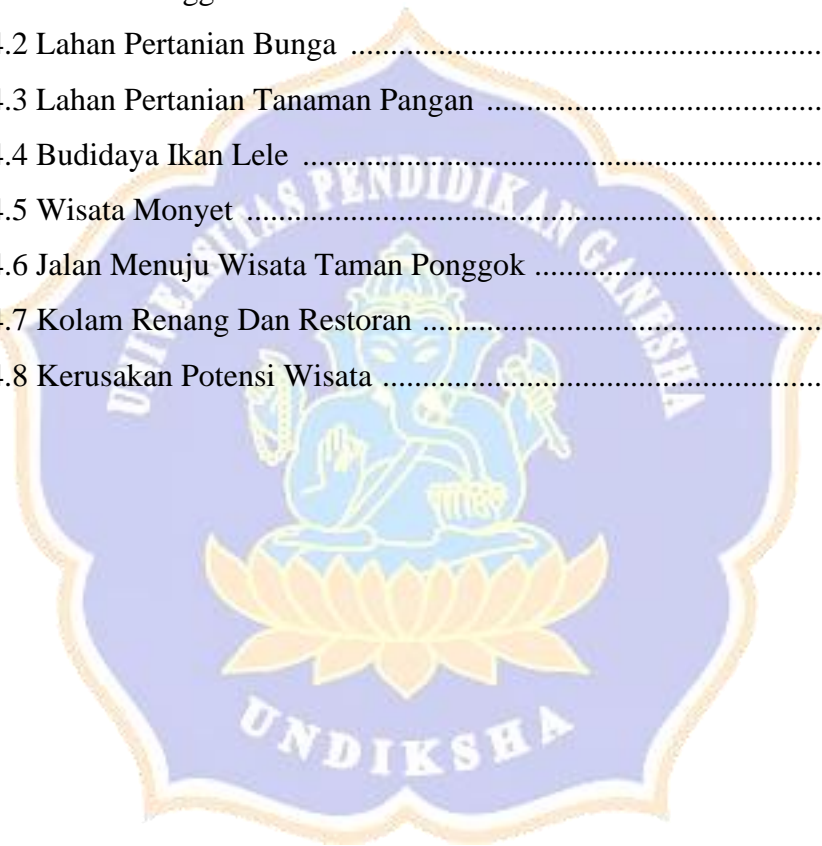 4.2 Lahan Pertanian Bunga ......................................................................
4.3 Lahan Pertanian Tanaman Pangan ..................................................
4.4 Budidaya Ikan Lele .............................................................................
4.5 Wisata Monyet .....................................................................................
4.6 Jalan Menuju Wisata Taman Ponggok ...........................................
4.7 Kolam Renang Dan Restoran ...........................................................
4.8 Kerusakan Potensi Wisata .................................................................
UNIVERSITAS PENDIDIKAN GANESHA
UNDIKSHA